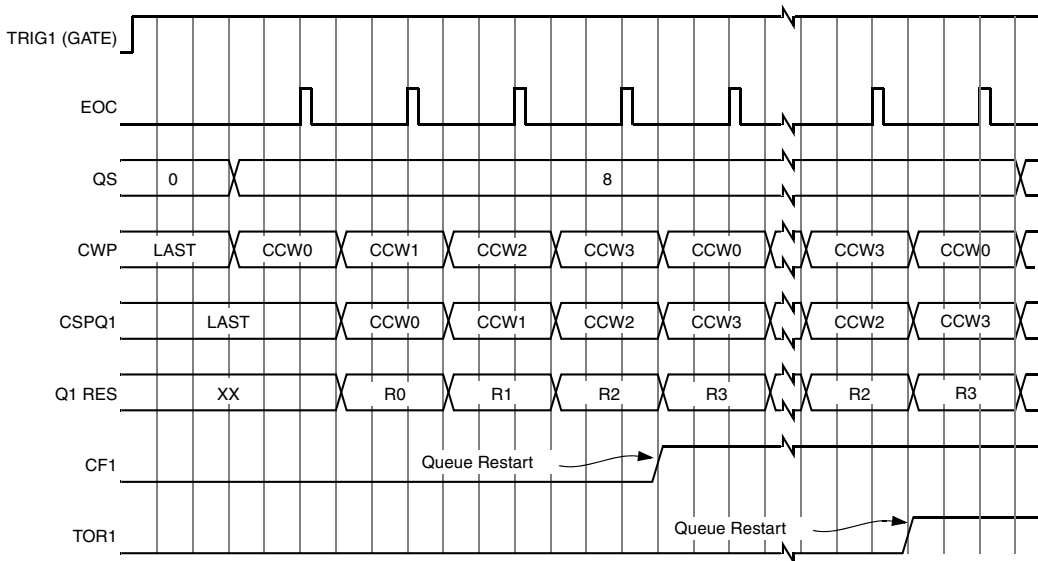 TRIG1 (GATE)
EOC
QS 0 8
CWP LAST CCW0 CCW1 CCW2 CCW3 CCW0 CCW3 CCW0
CSPQ1 LAST CCW0 CCW1 CCW2 CCW3 CCW2 CCW3
Q1 RES XX R0 R1 R2 R3 R2 R3
CF1 Queue Restart
TOR1 Queue Restart